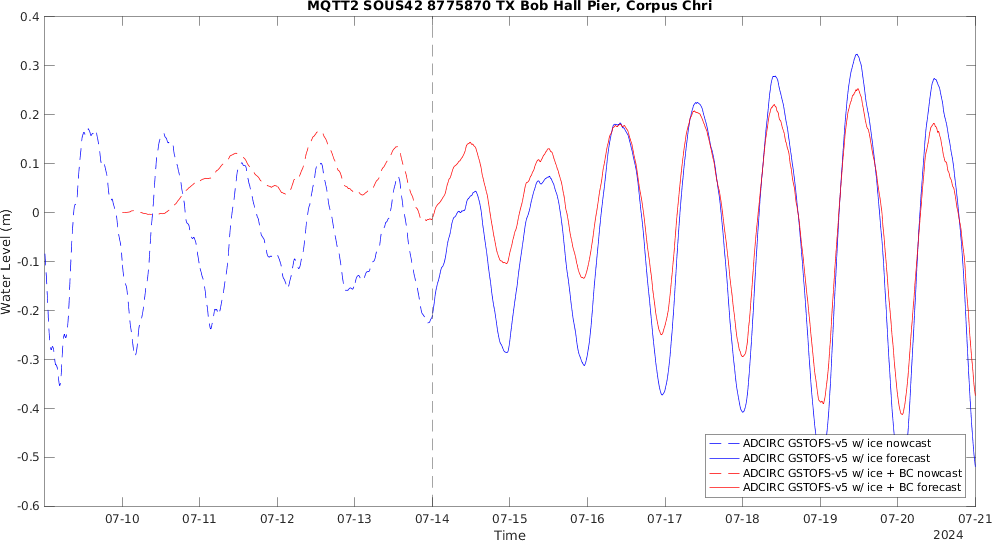 MQTT2 SOUS42 8775870 TX Bob Hall Pier, Corpus Chri
0.4
0.3
0.2
0.1
0
-0.1
-0.2
-0.3
-0.4
-0.5
-0.6
Water Level (m)
ADCIRC GSTOFS-v5 w/ ice nowcast
ADCIRC GSTOFS-v5 w/ ice forecast
ADCIRC GSTOFS-v5 w/ ice + BC nowcast
ADCIRC GSTOFS-v5 w/ ice + BC forecast
07-10 07-11 07-12 07-13 07-14 07-15 07-16 07-17 07-18 07-19 07-20 07-21
Time
2024